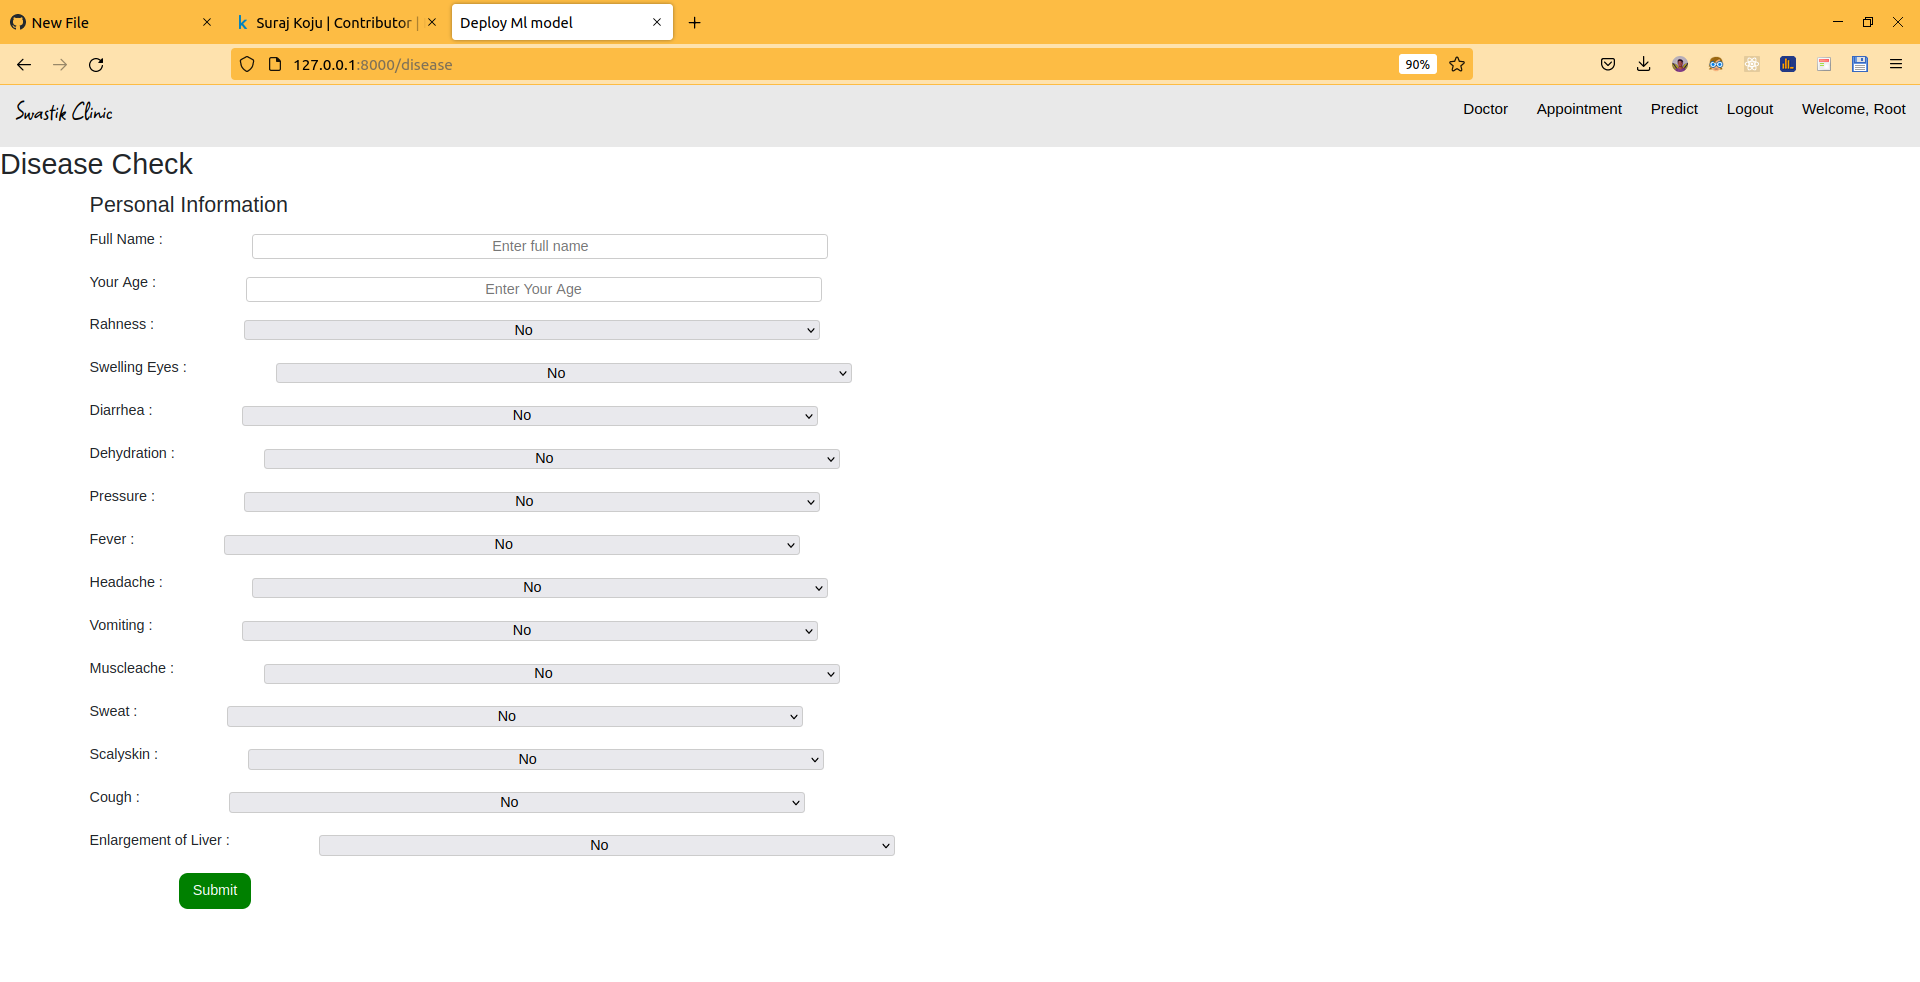 New File
Suraj Koju | Contributor |
Deploy Ml model
127.0.0.1:8000/disease
90%
Swastik Clinic
Doctor Appointment Predict Logout Welcome, Root
Disease Check
Personal Information
Full Name : Enter full name
Your Age : Enter Your Age
Rahness : No
Swelling Eyes : No
Diarrhea : No
Dehydration : No
Pressure : No
Fever : No
Headache : No
Vomiting : No
Muscleache : No
Sweat : No
Scalyskin : No
Cough : No
Enlargement of Liver : No
Submit